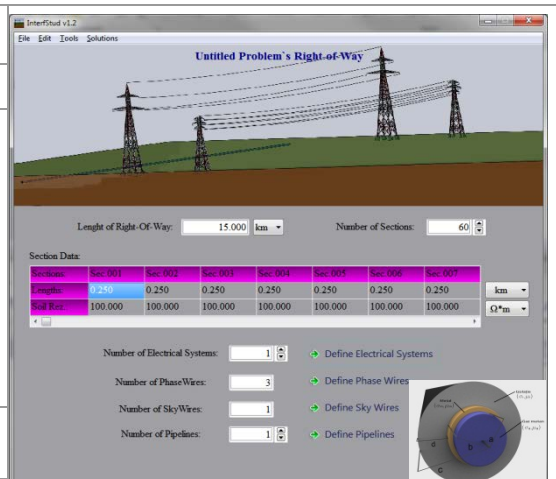 InterfStud v1.2
File Edit Tools Solutions
Untitled Problem`s Right-of-Way
Lenght of Right-Of-Way: 15.000 km Number of Sections: 60
Section Data:
Sections: Sec.001 Sec.002 Sec.003 Sec.004 Sec.005 Sec.006 Sec.007
Lengths: 0.250 0.250 0.250 0.250 0.250 0.250 0.250 km
Soil Res.: 100.000 100.000 100.000 100.000 100.000 100.000 100.000 Ω*m
Number of Electrical Systems: 1 Define Electrical Systems
Number of PhaseWires: 3 Define Phase Wires
Number of SkyWires: 1 Define Sky Wires
Number of Pipelines: 1 Define Pipelines
d
b
a
c